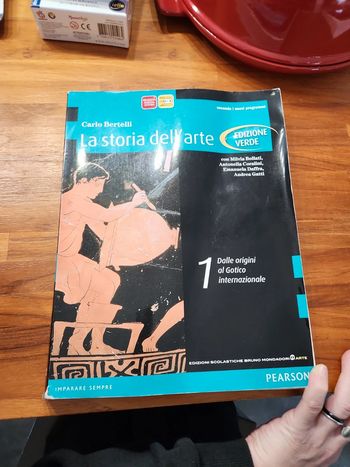 secondo i nuovi programmi
Carlo Bertelli
La storia dell'arte
EDIZIONE
VERDE
con Milvia Bollati,
Antonella Coralini,
Emanuela Daffra,
Andrea Gatti
1
Dalle origini
al Gotico
internazionale
EDIZIONI SCOLASTICHE BRUNO MONDADORI ARTE
IMPARARE SEMPRE
PEARSON